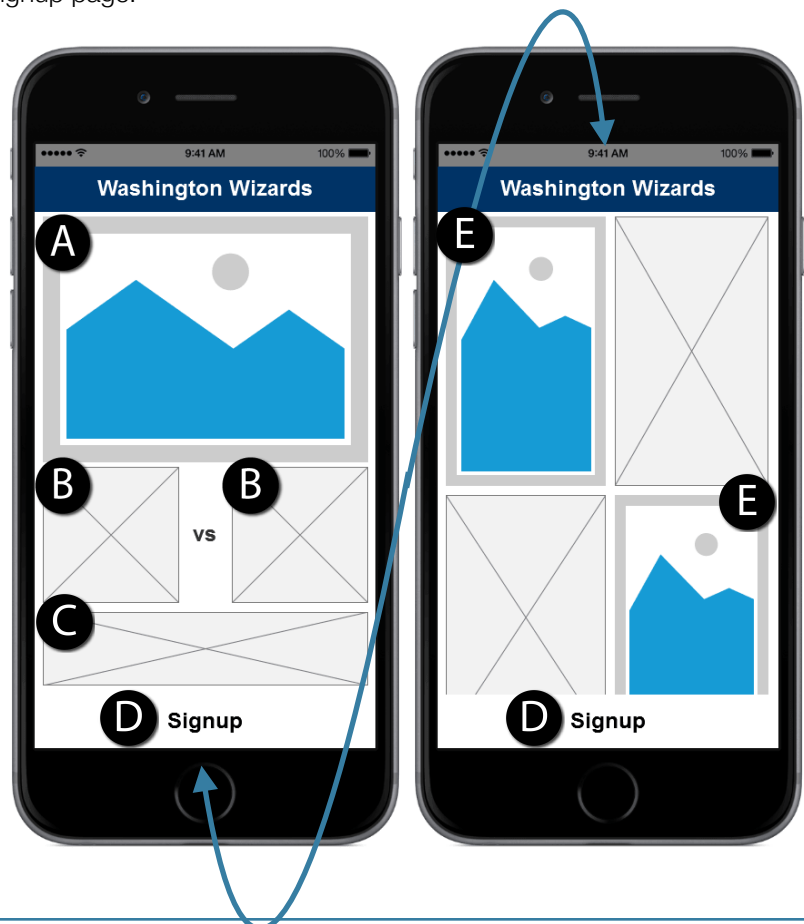 signup page.
9:41 AM 100%
Washington Wizards
A
B B
vs
C
D Signup
9:41 AM 100%
Washington Wizards
E
E
D Signup